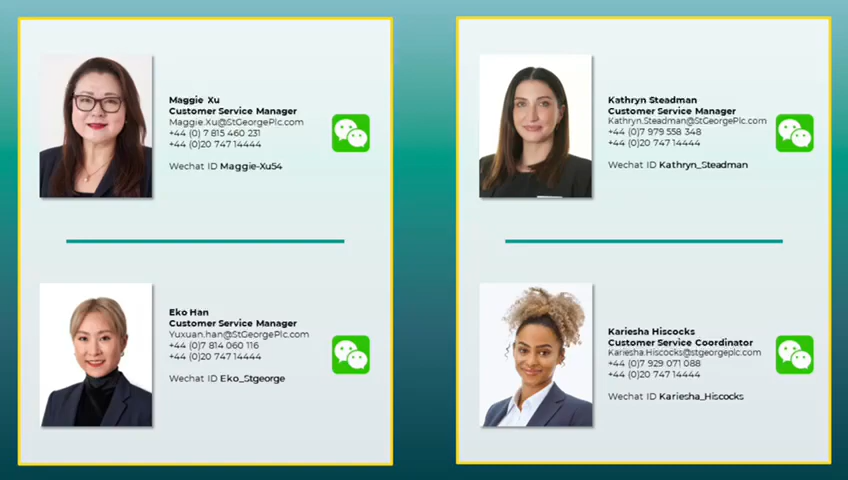 Maggie Xu
Customer Service Manager
Maggie.Xu@StGeorgePlc.com
+44 (0) 7 815 460 231
+44 (0)20 747 14444
Wechat ID Maggie-Xu54
Eko Han
Customer Service Manager
Yuxuan.han@StGeorgePlc.com
+44 (0)7 814 060 116
+44 (0)20 747 14444
Wechat ID Eko_Stgeorge
Kathryn Steadman
Customer Service Manager
Kathryn.Steadman@StGeorgePlc.com
+44 (0)7 979 558 348
+44 (0)20 747 14444
Wechat ID Kathryn_Steadman
Kariesha Hiscocks
Customer Service Coordinator
Kariesha.Hiscocks@stgeorgeplc.com
+44 (0)7 929 071 088
+44 (0)20 747 14444
Wechat ID Kariesha_Hiscocks